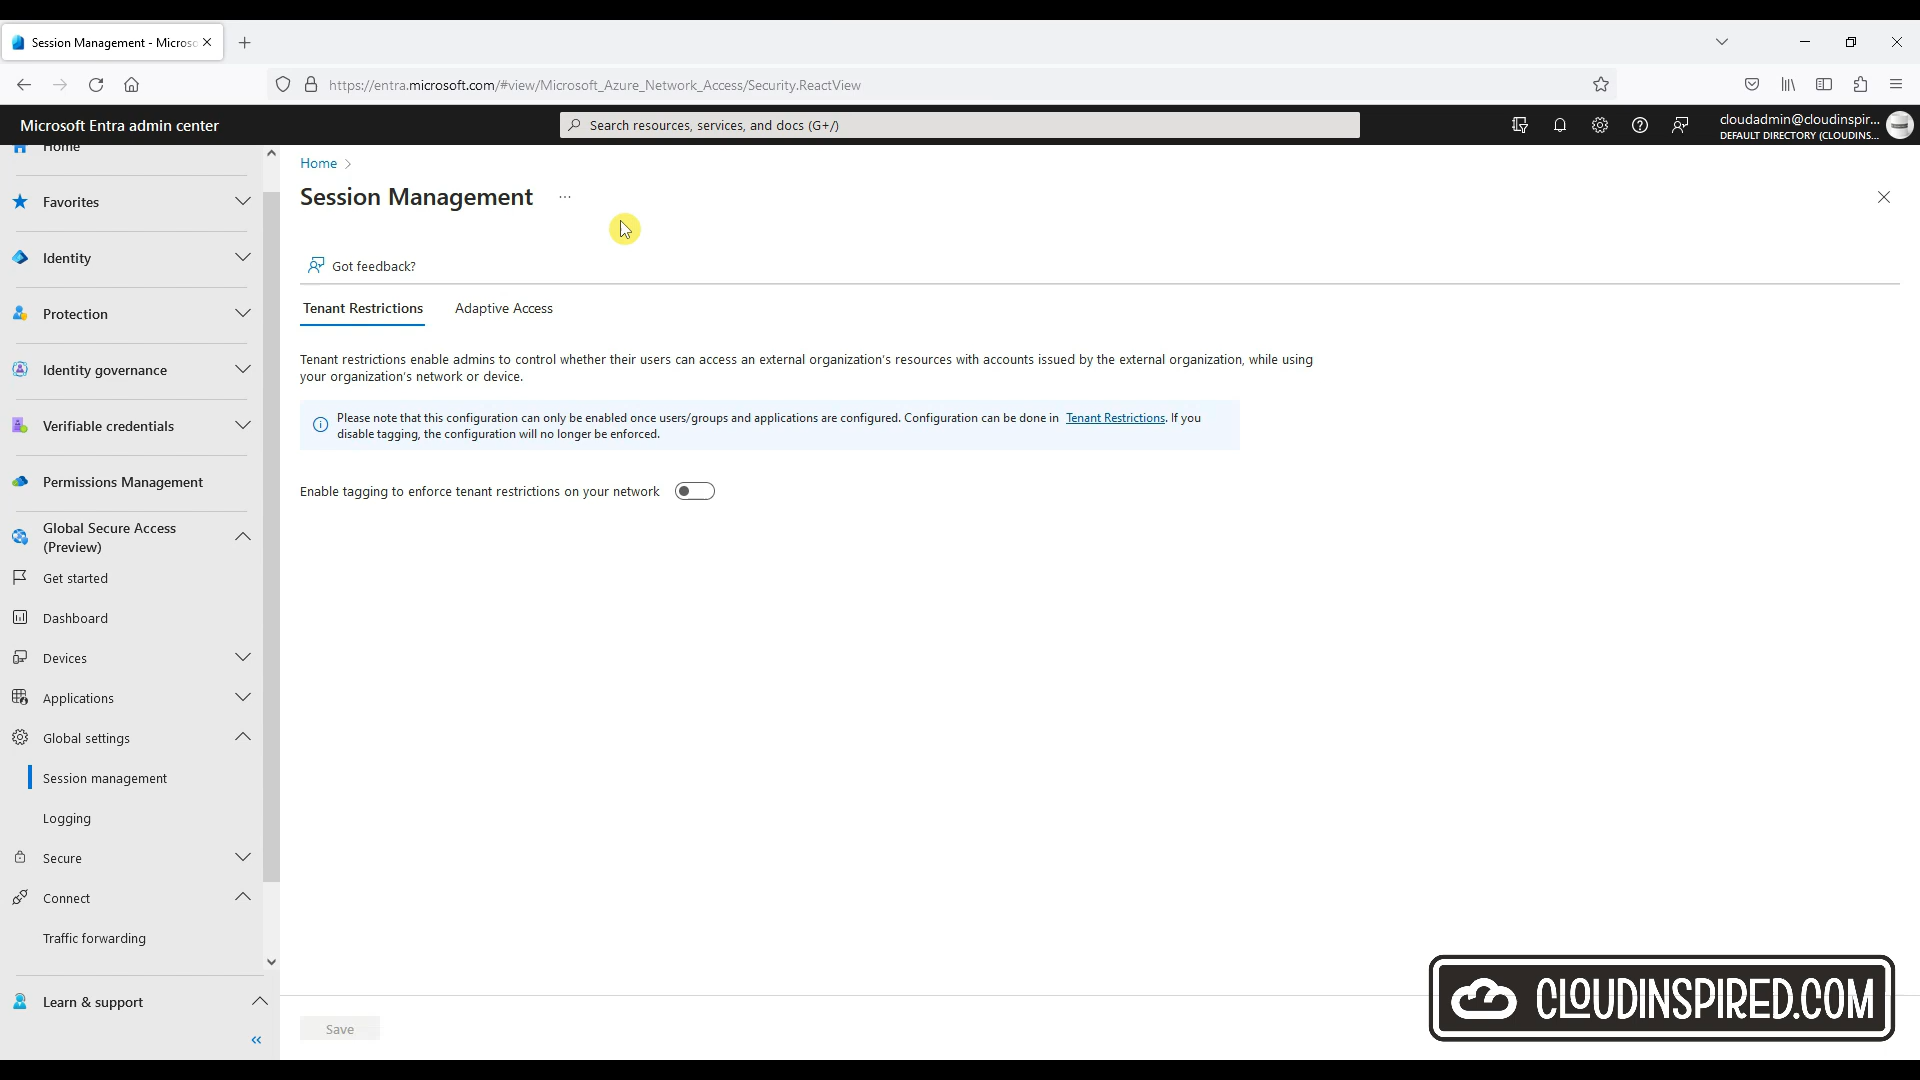 Session Management - Microso
https://entra.microsoft.com/#view/Microsoft_Azure_Network_Access/Security.ReactView
Microsoft Entra admin center
Search resources, services, and docs (G+/)
cloudadmin@cloudinspir...
DEFAULT DIRECTORY (CLOUDINS...
Home
Favorites
Identity
Protection
Identity governance
Verifiable credentials
Permissions Management
Global Secure Access
(Preview)
Get started
Dashboard
Devices
Applications
Global settings
Session management
Logging
Secure
Connect
Traffic forwarding
Learn & support
Home >
Session Management ...
Got feedback?
Tenant Restrictions Adaptive Access
Tenant restrictions enable admins to control whether their users can access an external organization's resources with accounts issued by the external organization, while using
your organization's network or device.
Please note that this configuration can only be enabled once users/groups and applications are configured. Configuration can be done in Tenant Restrictions. If you
disable tagging, the configuration will no longer be enforced.
Enable tagging to enforce tenant restrictions on your network
Save
CLOUDINSPIRED.COM